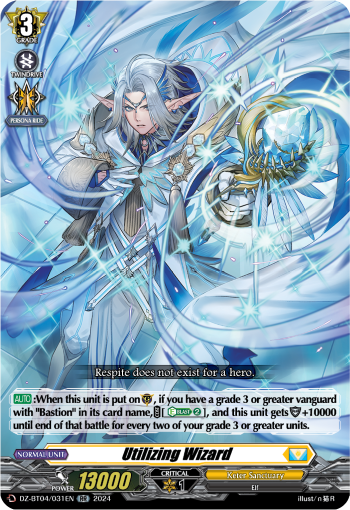 3
GRADE
TWINDRIVE
PERSONA RIDE
Respite does not exist for a hero.
AUTO:When this unit is put on G, if you have a grade 3 or greater vanguard
with "Bastion" in its card name, [BLAST 2], and this unit gets +10000
until end of that battle for every two of your grade 3 or greater units.
NORMAL UNIT
Utilizing Wizard
POWER
13000
CRITICAL
1
Keter Sanctuary
Elf
DZ-BT04/031EN RR 2024
illust/n猫R